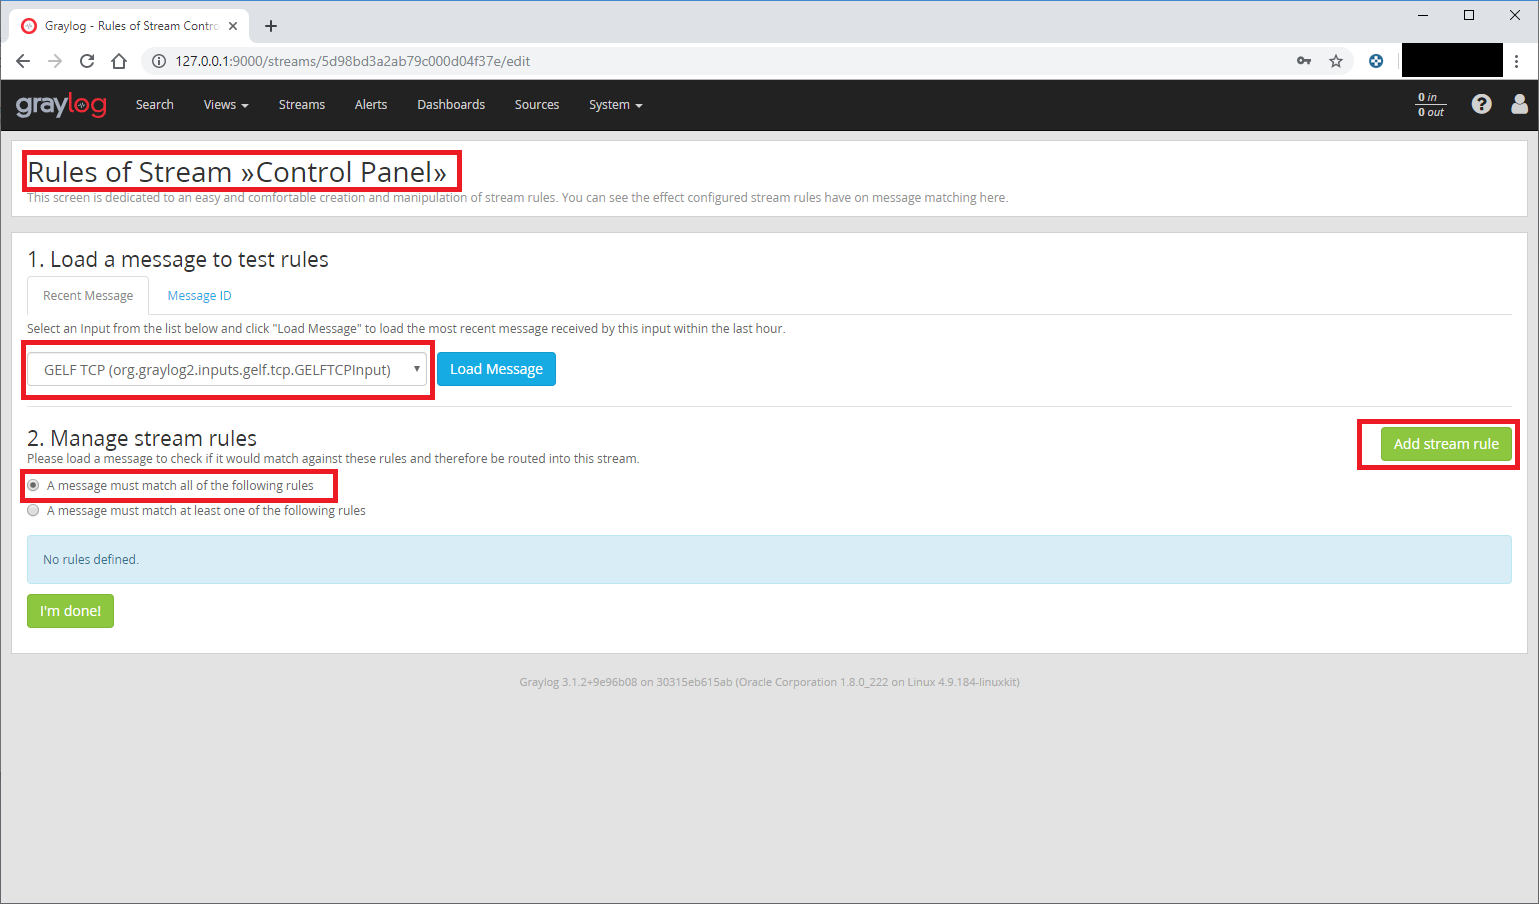 Graylog - Rules of Stream Contro
127.0.0.1:9000/streams/5d98bd3a2ab79c000d04f37e/edit
graylog Search Views Streams Alerts Dashboards Sources System 0 in
0 out
Rules of Stream »Control Panel»
This screen is dedicated to an easy and comfortable creation and manipulation of stream rules. You can see the effect configured stream rules have on message matching here.
1. Load a message to test rules
Recent Message Message ID
Select an Input from the list below and click "Load Message" to load the most recent message received by this input within the last hour.
GELF TCP (org.graylog2.inputs.gelf.tcp.GELFTCPInput) Load Message
2. Manage stream rules
Add stream rule
Please load a message to check if it would match against these rules and therefore be routed into this stream.
A message must match all of the following rules
A message must match at least one of the following rules
No rules defined.
I'm done!
Graylog 3.1.2+9e96b08 on 30315eb615ab (Oracle Corporation 1.8.0_222 on Linux 4.9.184-linuxkit)